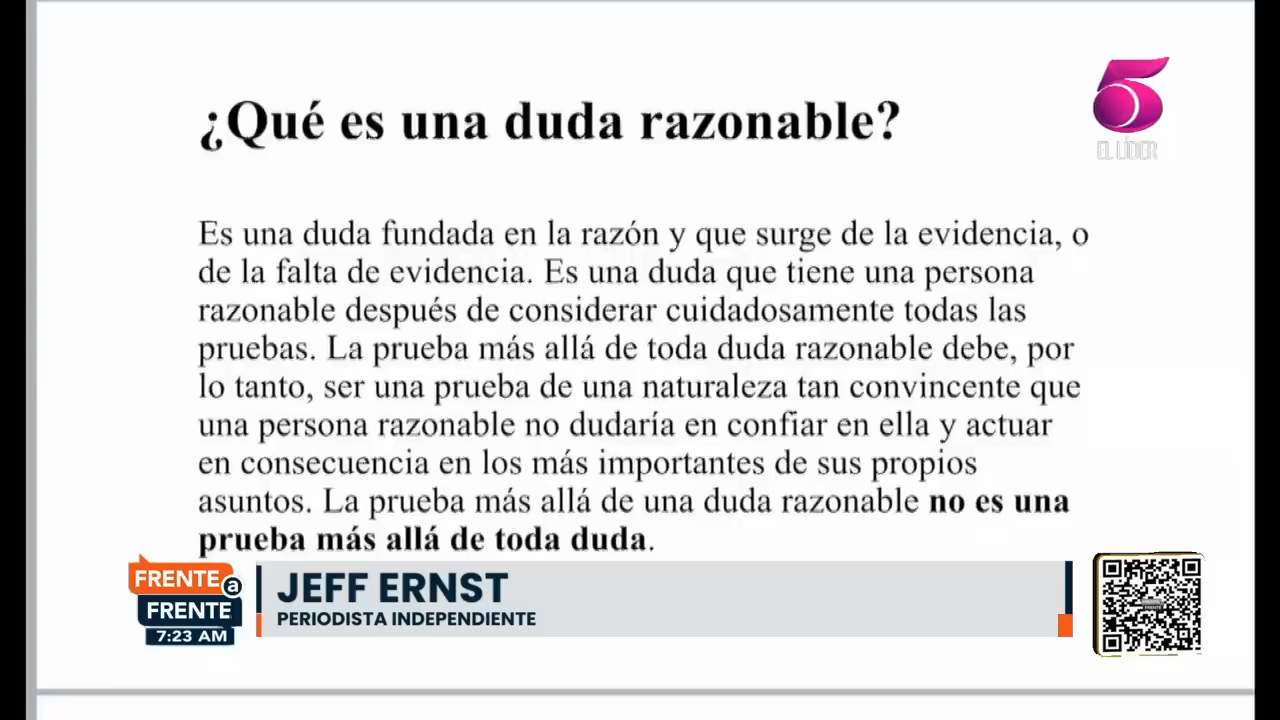 ¿Qué es una duda razonable?
5
EL LÍDER
Es una duda fundada en la razón y que surge de la evidencia, o
de la falta de evidencia. Es una duda que tiene una persona
razonable después de considerar cuidadosamente todas las
pruebas. La prueba más allá de toda duda razonable debe, por
lo tanto, ser una prueba de una naturaleza tan convincente que
una persona razonable no dudaría en confiar en ella y actuar
en consecuencia en los más importantes de sus propios
asuntos. La prueba más allá de una duda razonable no es una
prueba más allá de toda duda.
FRENTE a
FRENTE
7:23 AM
JEFF ERNST
PERIODISTA INDEPENDIENTE